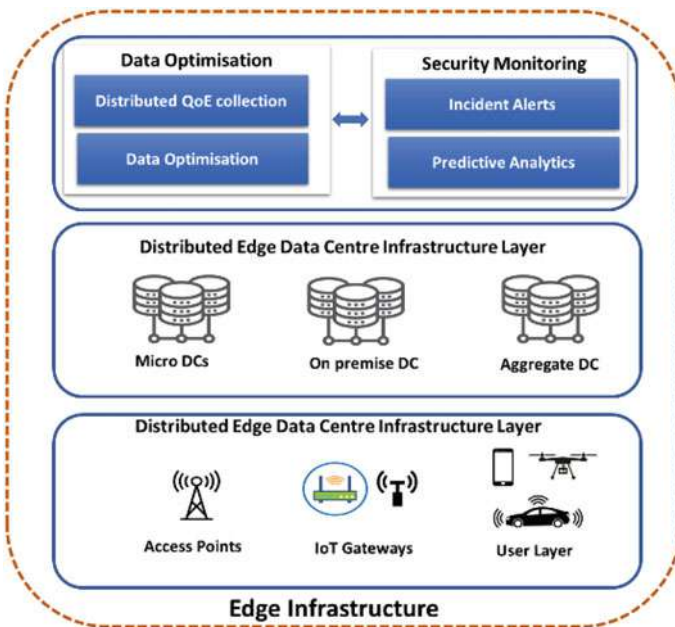 Data Optimisation
Distributed QoE collection
Data Optimisation
Security Monitoring
Incident Alerts
Predictive Analytics
Distributed Edge Data Centre Infrastructure Layer
Micro DCs
On premise DC
Aggregate DC
Distributed Edge Data Centre Infrastructure Layer
Access Points
IoT Gateways
User Layer
Edge Infrastructure